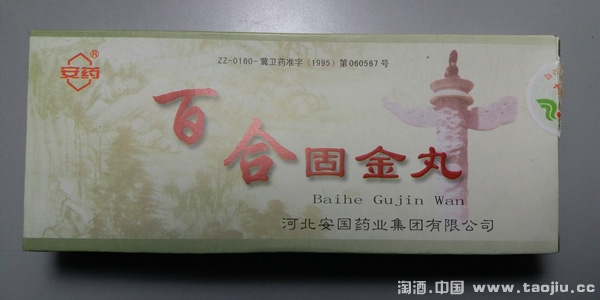 安药®
ZZ-0180-冀卫药准字（1995）第060567号
百合固金丸
Baihe Gujin Wan
河北安国药业集团有限公司
淘酒.中国 www.taojiu.cc